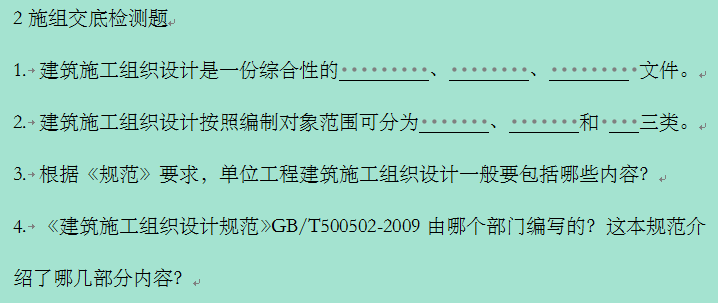 2 施组交底检测题
1. 建筑施工组织设计是一份综合性的_________、________、_________文件。
2. 建筑施工组织设计按照编制对象范围可分为_______、_______和____三类。
3. 根据《规范》要求，单位工程建筑施工组织设计一般要包括哪些内容？
4. 《建筑施工组织设计规范》GB/T500502-2009 由哪个部门编写的？这本规范介
绍了哪几部分内容？